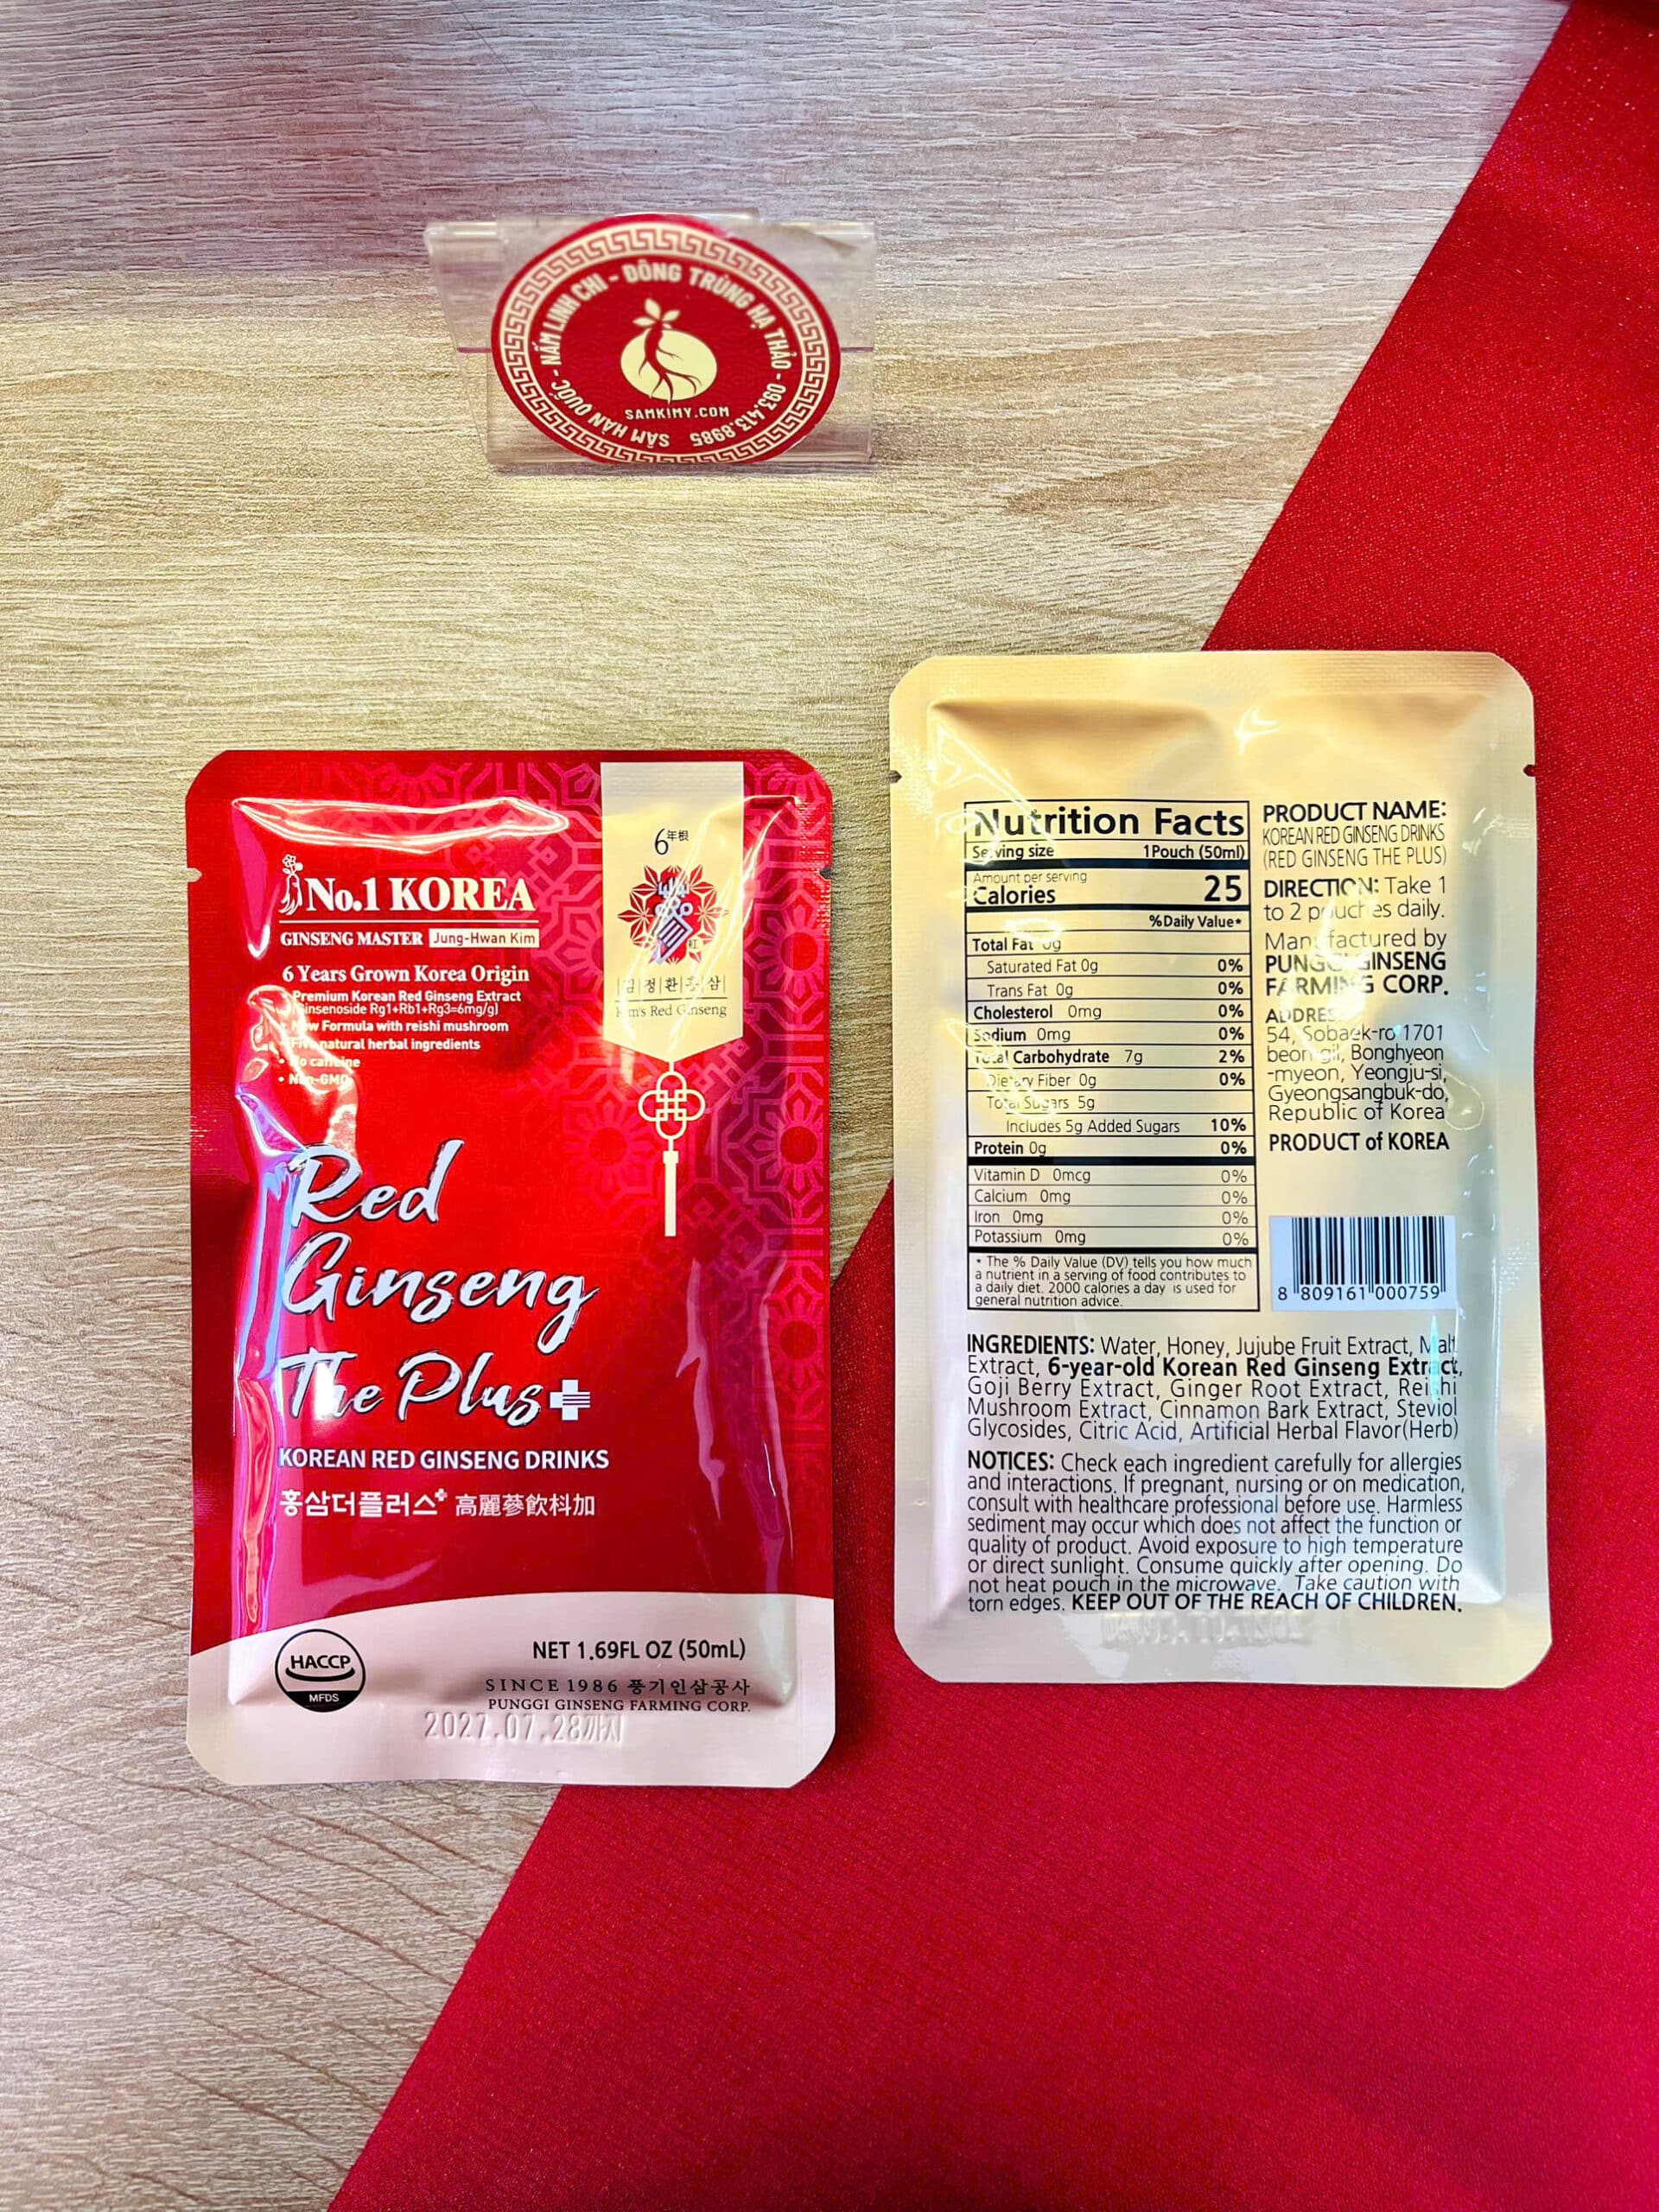 SÂM HÀN QUỐC - NẤM LINH CHI - ĐÔNG TRÙNG HẠ THẢO - 093.413.8985
SAMKIMY.COM
6年根
No.1 KOREA
GINSENG MASTER Jung-Hwan Kim
6 Years Grown Korea Origin
• Premium Korean Red Ginseng Extract
(Ginsenoside Rg1+Rb1+Rg3=6mg/g)
• New Formula with reishi mushroom
• Five natural herbal ingredients
• No caffeine
• Non-GMO
紅
김정환홍삼
Kim's Red Ginseng
Red
Ginseng
The Plus+
KOREAN RED GINSENG DRINKS
홍삼더플러스+ 高麗蔘飲料加
HACCP
MFDS
NET 1.69FL OZ (50mL)
SINCE 1986 풍기인삼공사
PUNGGI GINSENG FARMING CORP.
2027.07.28까지
Nutrition Facts
Serving size 1Pouch (50ml)
Amount per serving
Calories 25
%Daily Value*
Total Fat 0g
Saturated Fat 0g 0%
Trans Fat 0g 0%
Cholesterol 0mg 0%
Sodium 0mg 0%
Total Carbohydrate 7g 2%
Dietary Fiber 0g 0%
Total Sugars 5g
Includes 5g Added Sugars 10%
Protein 0g 0%
Vitamin D 0mcg 0%
Calcium 0mg 0%
Iron 0mg 0%
Potassium 0mg 0%
* The % Daily Value (DV) tells you how much
a nutrient in a serving of food contributes to
a daily diet. 2000 calories a day is used for
general nutrition advice.
PRODUCT NAME:
KOREAN RED GINSENG DRINKS
(RED GINSENG THE PLUS)
DIRECTION: Take 1
to 2 pouches daily.
Manufactured by
PUNGGI GINSENG
FARMING CORP.
ADDRESS:
54, Sobaek-ro 1701
beon-gil, Bonghyeon
-myeon, Yeongju-si,
Gyeongsangbuk-do,
Republic of Korea
PRODUCT of KOREA
8 809161 000759
INGREDIENTS: Water, Honey, Jujube Fruit Extract, Malt
Extract, 6-year-old Korean Red Ginseng Extract,
Goji Berry Extract, Ginger Root Extract, Reishi
Mushroom Extract, Cinnamon Bark Extract, Steviol
Glycosides, Citric Acid, Artificial Herbal Flavor(Herb)
NOTICES: Check each ingredient carefully for allergies
and interactions. If pregnant, nursing or on medication,
consult with healthcare professional before use. Harmless
sediment may occur which does not affect the function or
quality of product. Avoid exposure to high temperature
or direct sunlight. Consume quickly after opening. Do
not heat pouch in the microwave. Take caution with
torn edges. KEEP OUT OF THE REACH OF CHILDREN.